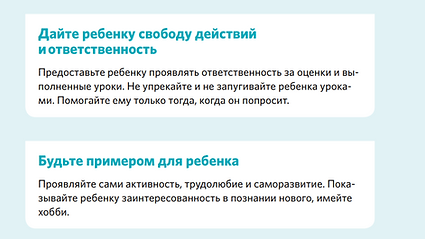 Дайте ребенку свободу действий
и ответственность
Предоставьте ребенку проявлять ответственность за оценки и вы-
полненные уроки. Не упрекайте и не запугивайте ребенка урока-
ми. Помогайте ему только тогда, когда он попросит.
Будьте примером для ребенка
Проявляйте сами активность, трудолюбие и саморазвитие. Пока-
зывайте ребенку заинтересованность в познании нового, имейте
хобби.